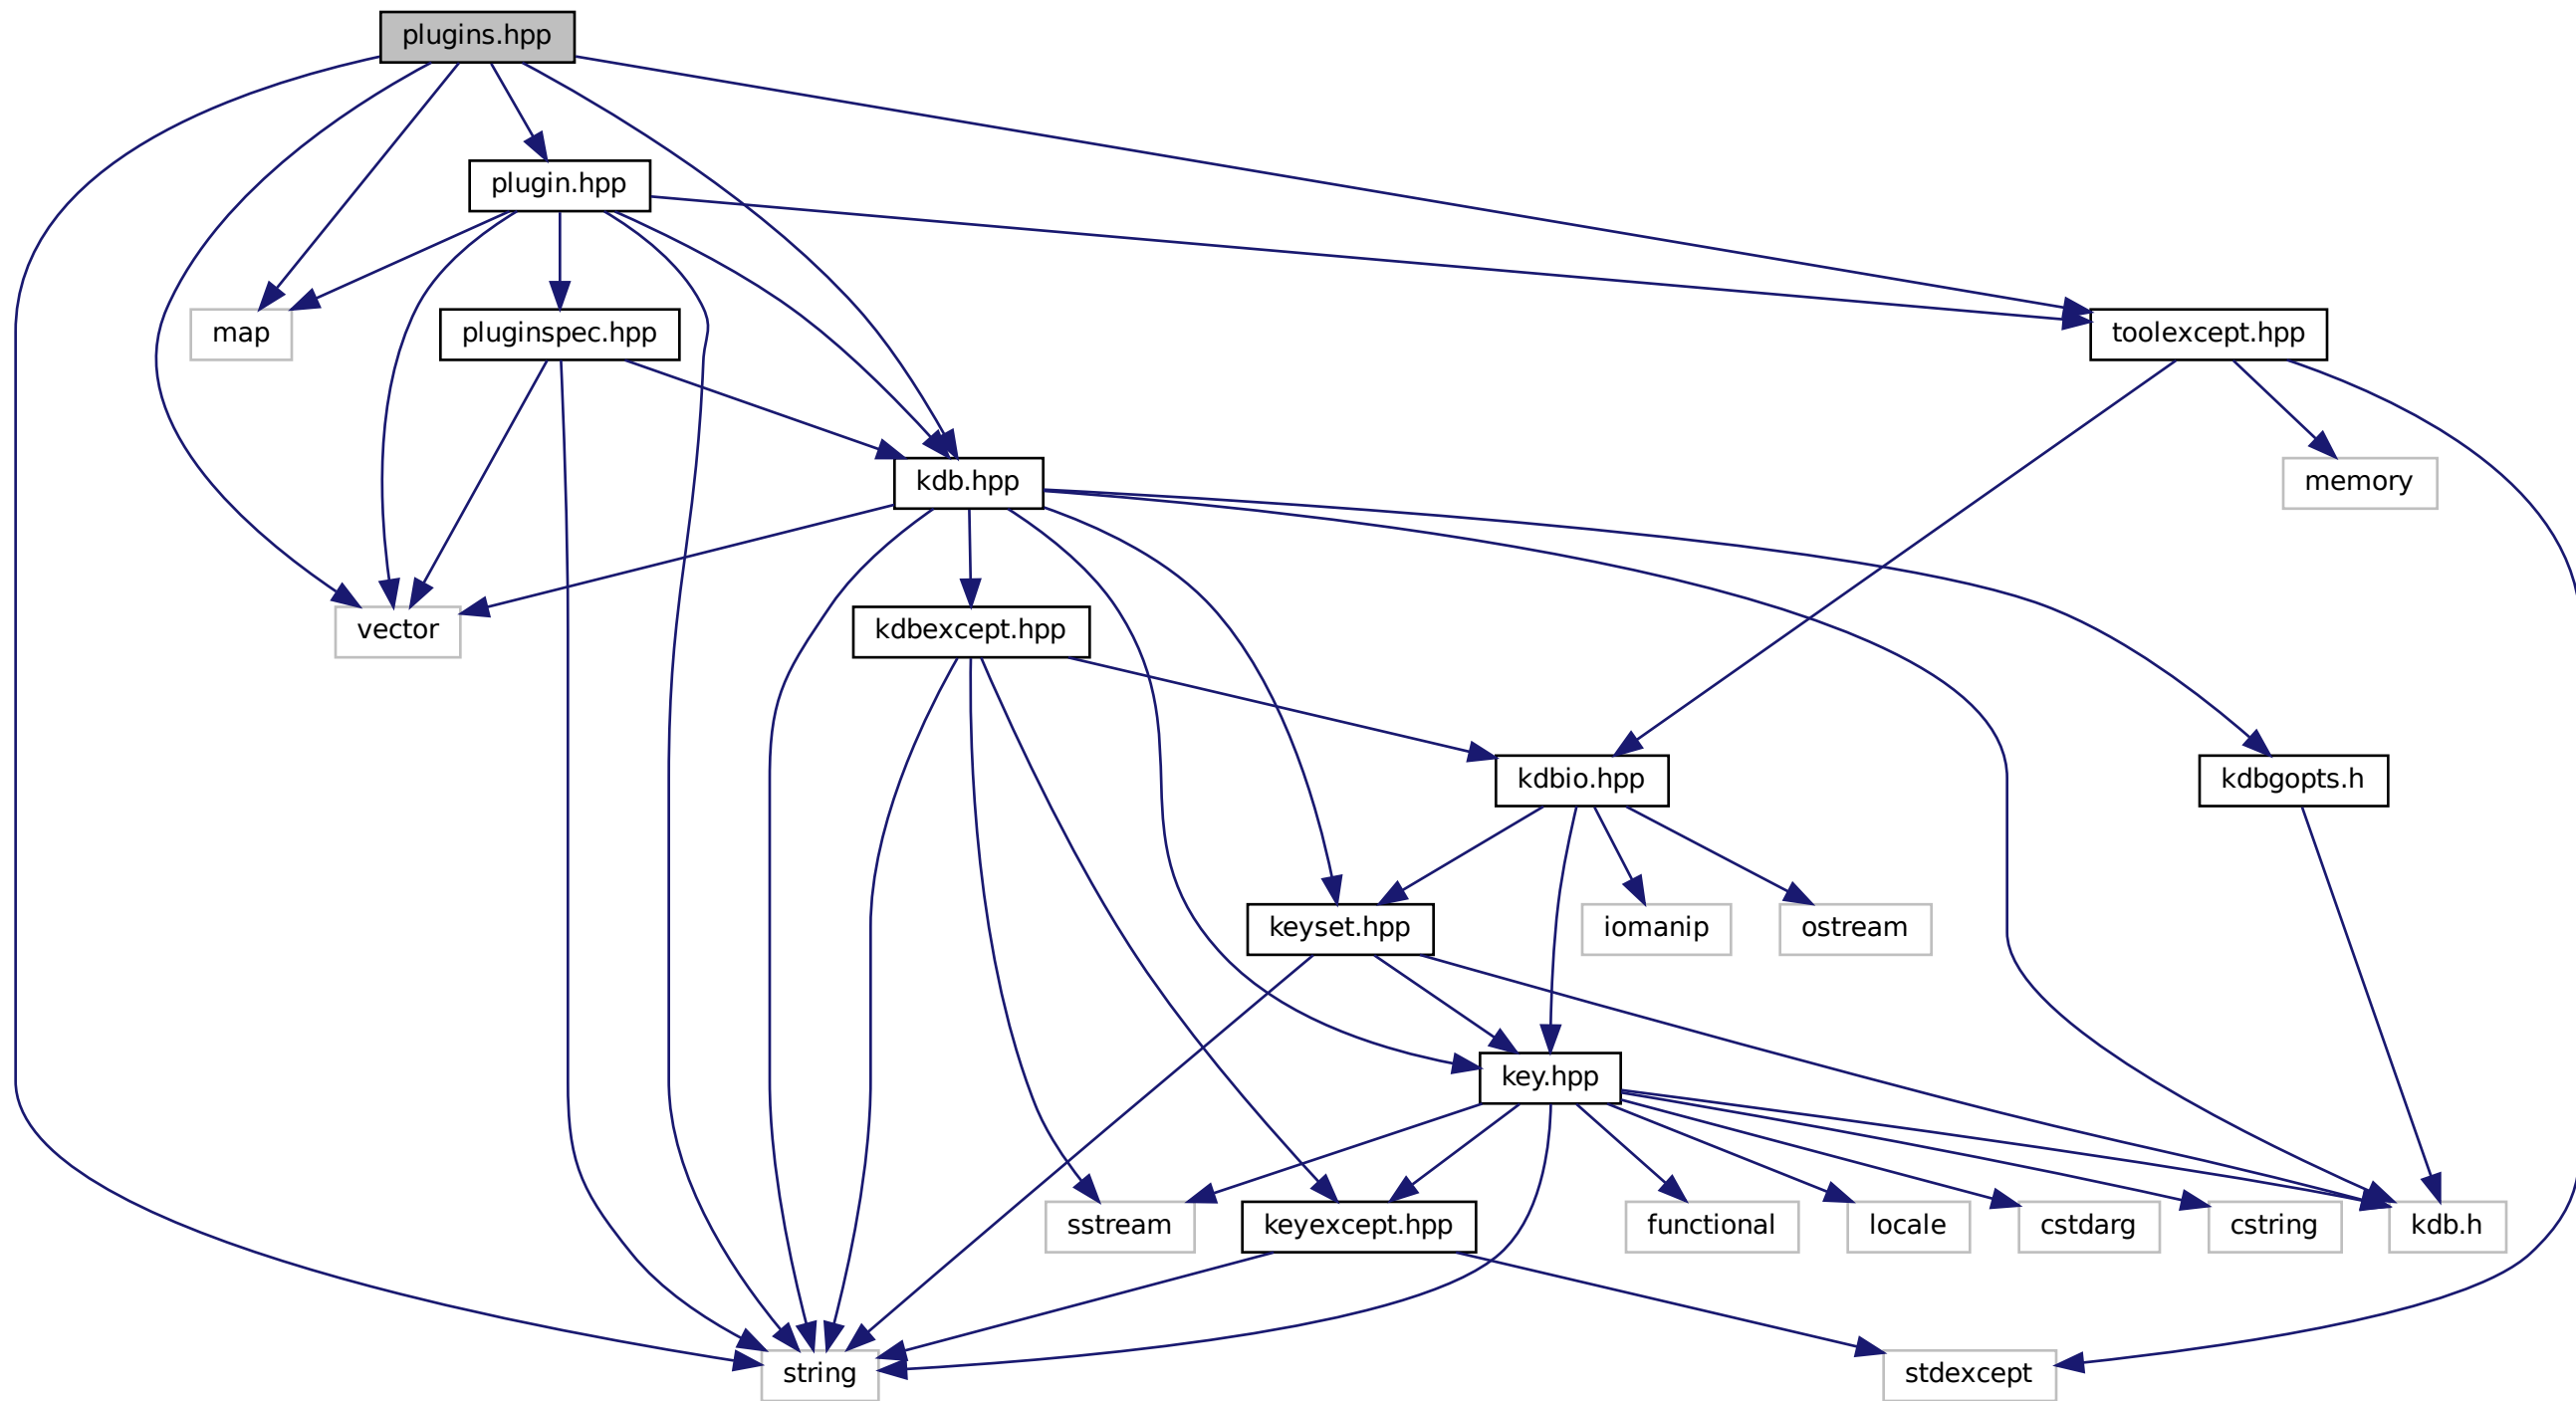 plugins.hpp
plugin.hpp
map
pluginspec.hpp
toolexcept.hpp
kdb.hpp
memory
vector
kdbexcept.hpp
kdbio.hpp
kdbgopts.h
keyset.hpp
iomanip
ostream
key.hpp
sstream
keyexcept.hpp
functional
locale
cstdarg
cstring
kdb.h
string
stdexcept